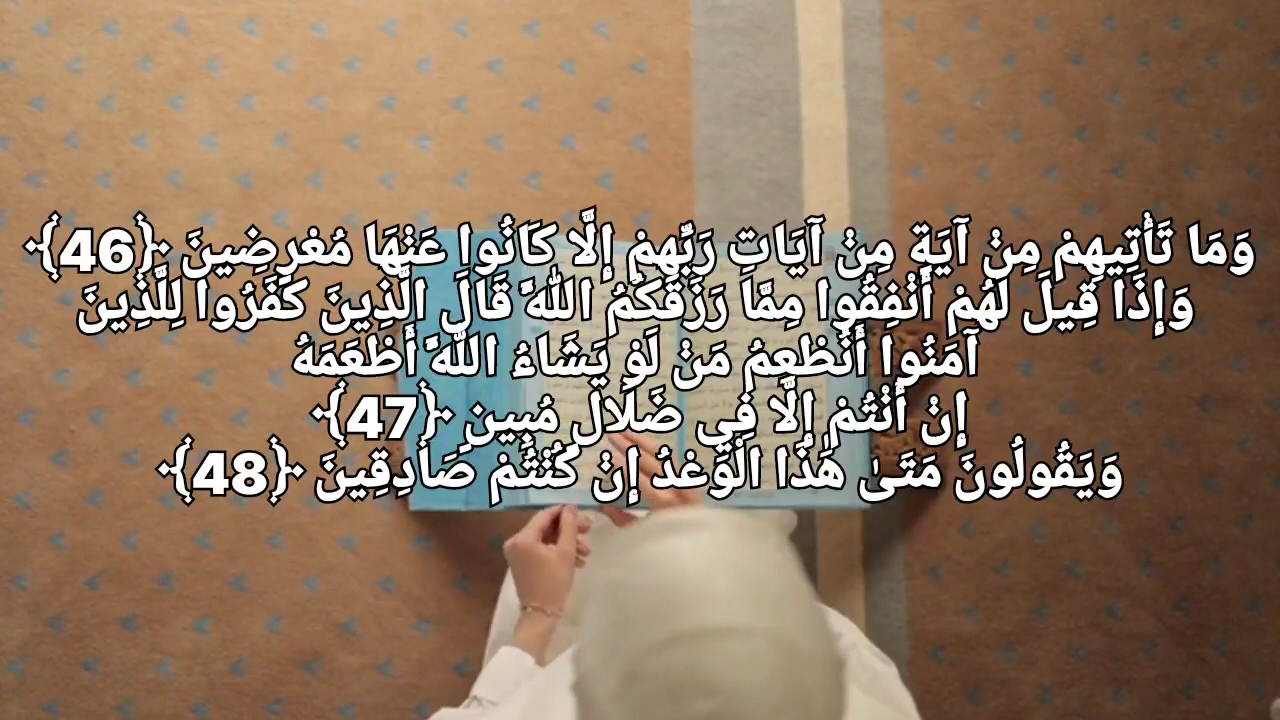 وَمَا تَأْتِيهِمْ مِنْ آيَةٍ مِنْ آيَاتِ رَبِّهِمْ إِلَّا كَانُوا عَنْهَا مُعْرِضِينَ ﴿46﴾
وَإِذَا قِيلَ لَهُمْ أَنْفِقُوا مِمَّا رَزَقَكُمُ اللَّهُ قَالَ الَّذِينَ كَفَرُوا لِلَّذِينَ
آمَنُوا أَنُطْعِمُ مَنْ لَوْ يَشَاءُ اللَّهُ أَطْعَمَهُ
إِنْ أَنْتُمْ إِلَّا فِي ضَلَالٍ مُبِينٍ ﴿47﴾
وَيَقُولُونَ مَتَىٰ هَٰذَا الْوَعْدُ إِنْ كُنْتُمْ صَادِقِينَ ﴿48﴾